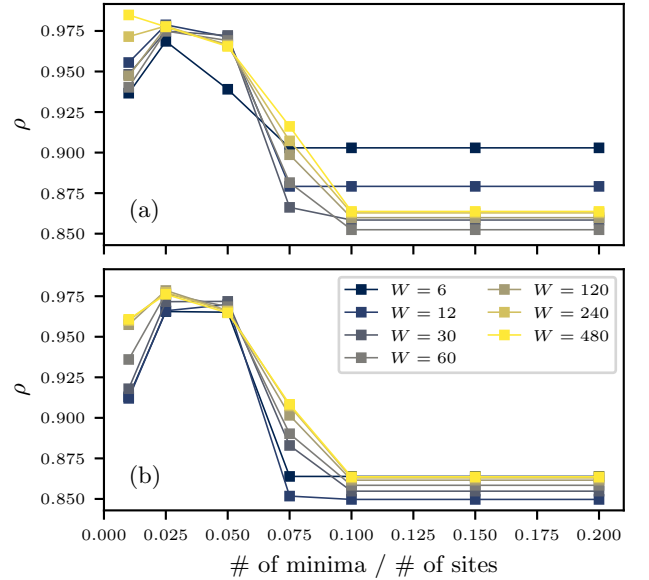 0.975
0.950
0.925
0.900
0.875
0.850
ρ
(a)
0.975
0.950
0.925
0.900
0.875
0.850
ρ
(b)
W = 6
W = 12
W = 30
W = 60
W = 120
W = 240
W = 480
0.000 0.025 0.050 0.075 0.100 0.125 0.150 0.175 0.200
# of minima / # of sites